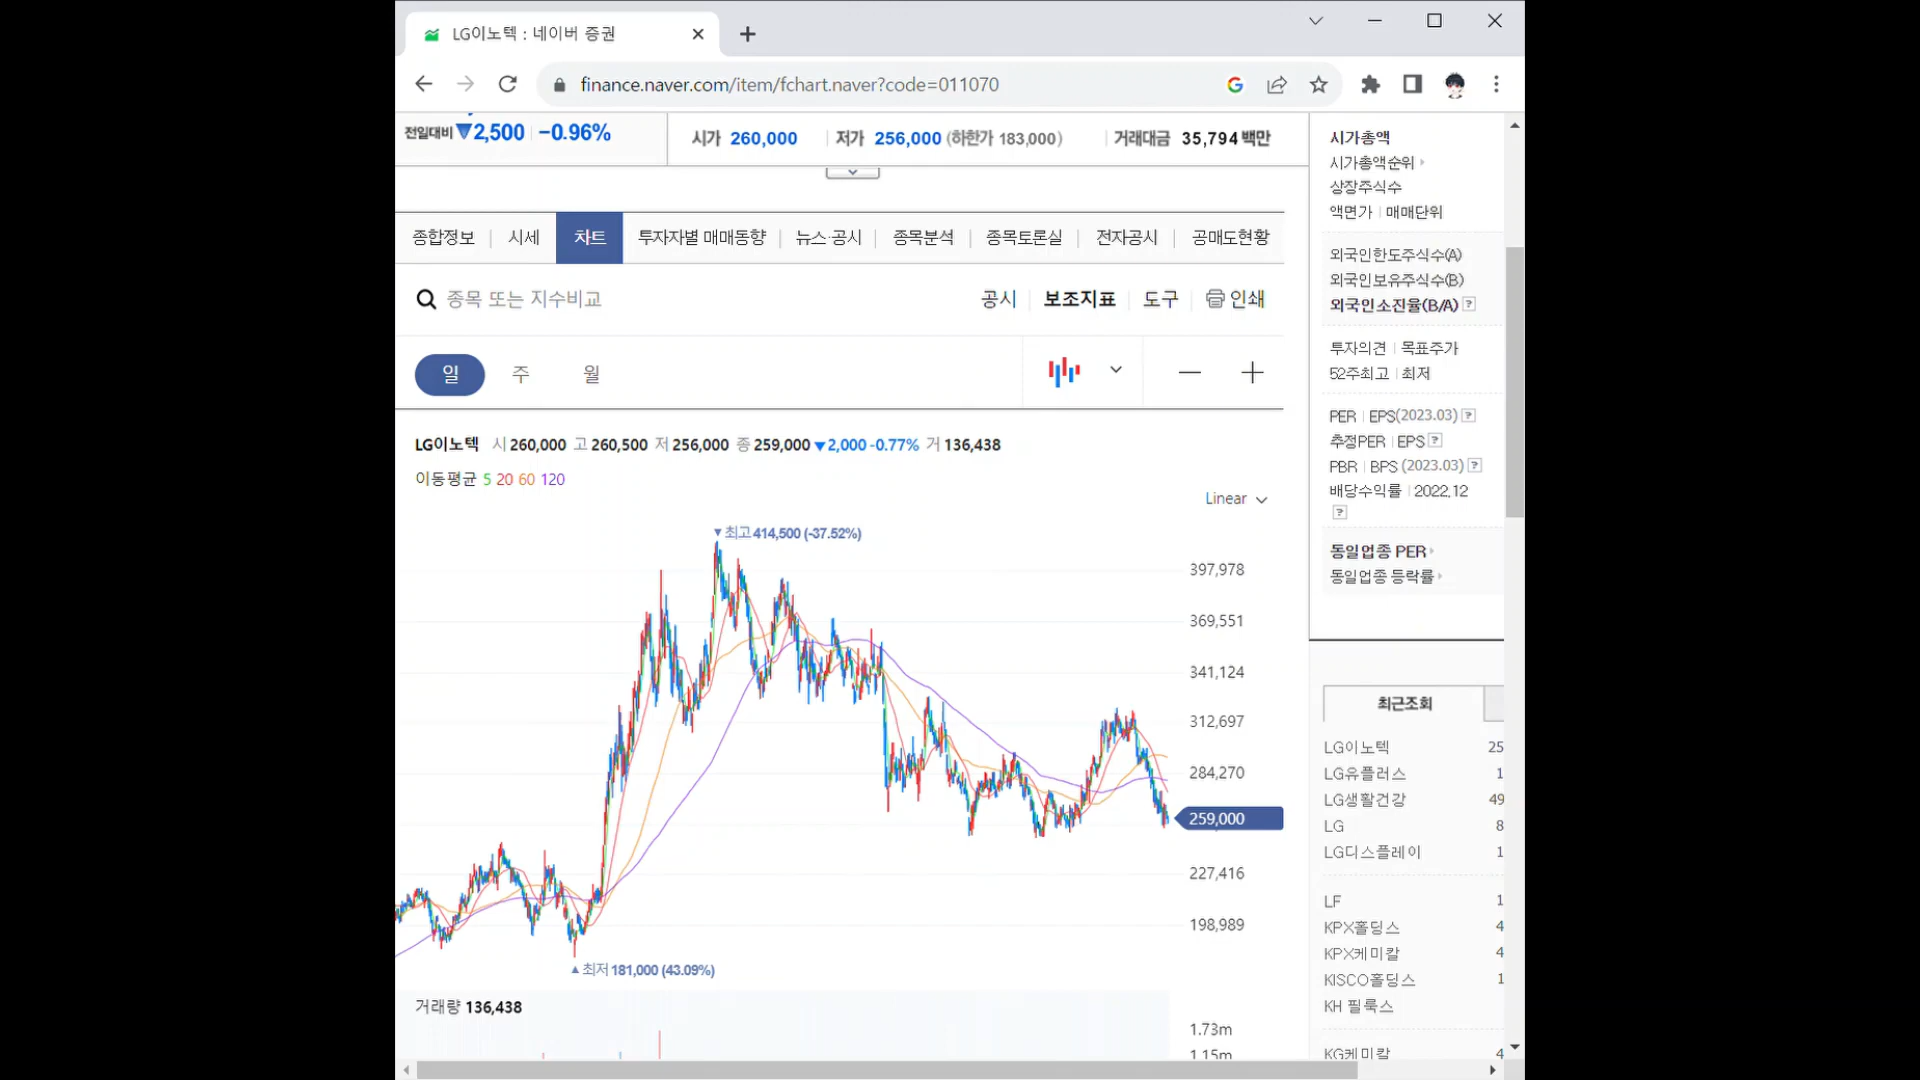 LG이노텍 : 네이버 증권
finance.naver.com/item/fchart.naver?code=011070
전일대비 ▼2,500 −0.96%
시가 260,000 저가 256,000 (하한가 183,000) 거래대금 35,794 백만
종합정보 시세 차트 투자자별 매매동향 뉴스·공시 종목분석 종목토론실 전자공시 공매도현황
종목 또는 지수비교 공시 보조지표 도구 인쇄
일 주 월
LG이노텍 시 260,000 고 260,500 저 256,000 종 259,000 ▼2,000 -0.77% 거 136,438
이동평균 5 20 60 120
Linear
▼최고 414,500 (-37.52%)
397,978
369,551
341,124
312,697
284,270
259,000
227,416
198,989
▲최저 181,000 (43.09%)
거래량 136,438
1.73m
1.15m
시가총액
시가총액순위
상장주식수
액면가 | 매매단위
외국인한도주식수(A)
외국인보유주식수(B)
외국인소진율(B/A) ?
투자의견 | 목표주가
52주최고 | 최저
PER | EPS(2023.03) ?
추정PER | EPS ?
PBR | BPS (2023.03) ?
배당수익률 | 2022.12
?
동일업종 PER
동일업종 등락률
최근조회
LG이노텍 25
LG유플러스 1
LG생활건강 49
LG 8
LG디스플레이 1
LF 1
KPX홀딩스 4
KPX케미칼 4
KISCO홀딩스 1
KH 필룩스
KG케미칼 4